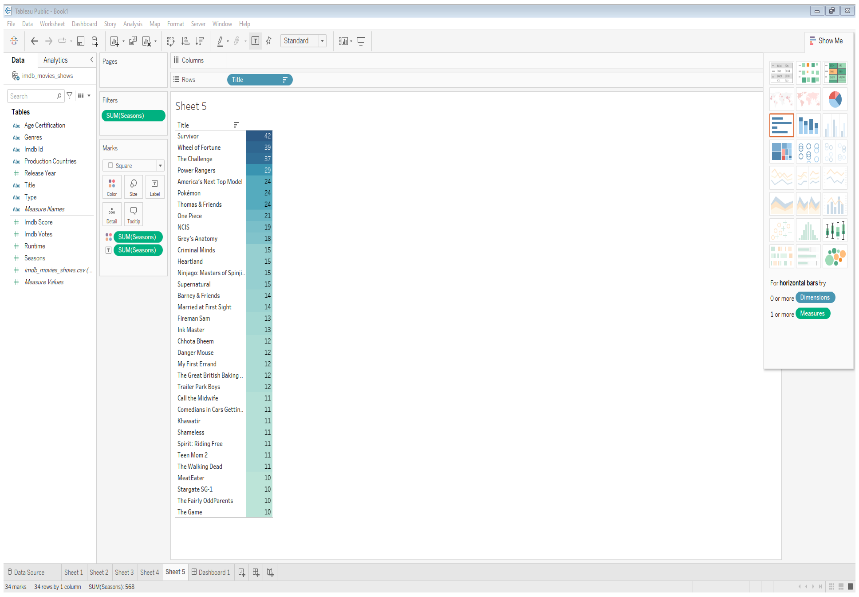 Tableau Public - Book1
File Data Worksheet Dashboard Story Analysis Map Format Server Window Help
Standard
Show Me
Data Analytics
imdb_movies_shows
Search
Tables
Abc Age Certification
Abc Genres
Abc Imdb Id
Abc Production Countries
Release Year
Abc Title
Abc Type
Abc Measure Names
Imdb Score
Imdb Votes
Runtime
Seasons
imdb_movies_shows.csv (...
Measure Values
Pages
Filters
SUM(Seasons)
Marks
Square
Color Size Label
Detail Tooltip
SUM(Seasons)
SUM(Seasons)
Columns
Rows Title
Sheet 5
Title
Survivor 42
Wheel of Fortune 39
The Challenge 37
Power Rangers 29
America's Next Top Model 24
Pokémon 24
Thomas & Friends 24
One Piece 21
NCIS 19
Grey's Anatomy 18
Criminal Minds 15
Heartland 15
Ninjago: Masters of Spinj.. 15
Supernatural 15
Barney & Friends 14
Married at First Sight 14
Fireman Sam 13
Ink Master 13
Chhota Bheem 12
Danger Mouse 12
My First Errand 12
The Great British Baking .. 12
Trailer Park Boys 12
Call the Midwife 11
Comedians in Cars Gettin.. 11
Khawatir 11
Shameless 11
Spirit: Riding Free 11
Teen Mom 2 11
The Walking Dead 11
MeatEater 10
Stargate SG-1 10
The Fairly OddParents 10
The Game 10
For horizontal bars try
0 or more Dimensions
1 or more Measures
Data Source Sheet 1 Sheet 2 Sheet 3 Sheet 4 Sheet 5 Dashboard 1
34 marks 34 rows by 1 column SUM(Seasons): 568